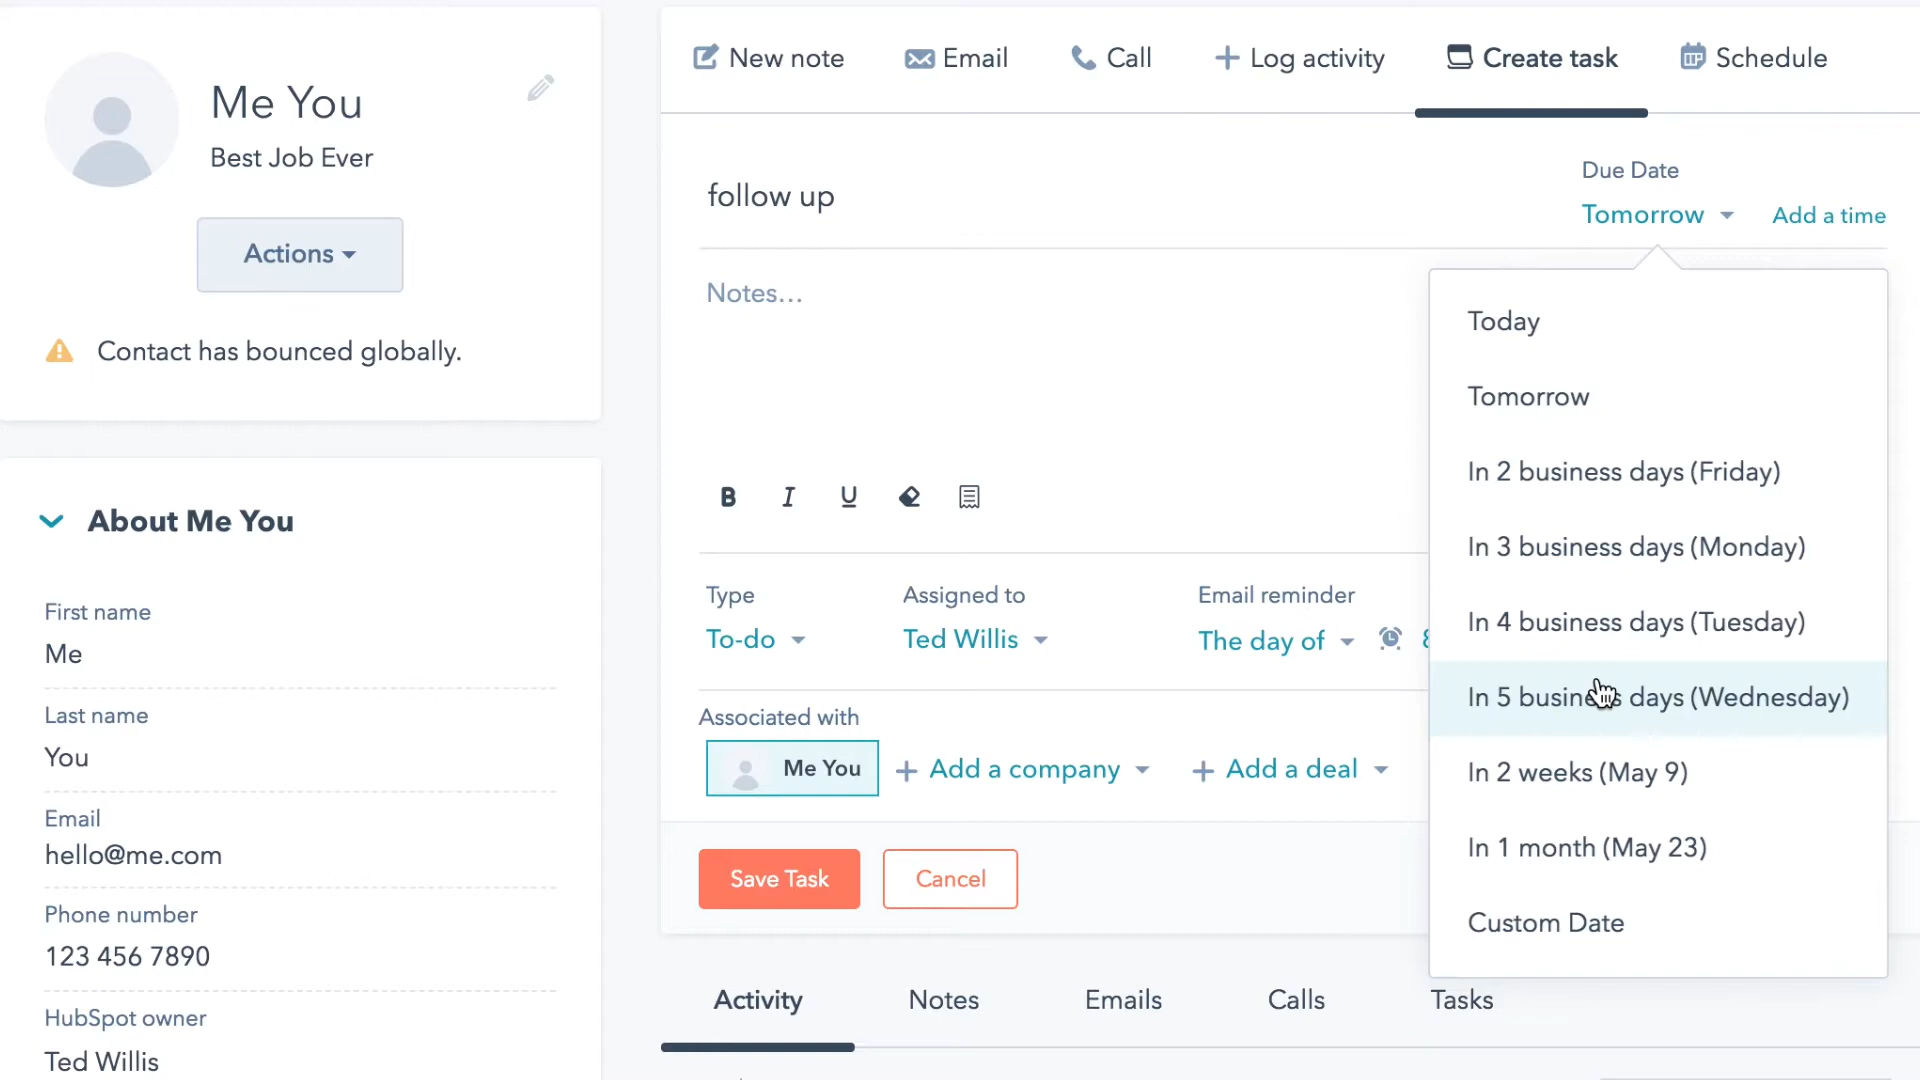 Me You
Best Job Ever
Actions
Contact has bounced globally.
About Me You
First name
Me
Last name
You
Email
hello@me.com
Phone number
123 456 7890
HubSpot owner
Ted Willis
New note
Email
Call
Log activity
Create task
Schedule
follow up
Due Date
Tomorrow
Add a time
Notes...
Today
Tomorrow
In 2 business days (Friday)
In 3 business days (Monday)
In 4 business days (Tuesday)
In 5 business days (Wednesday)
In 2 weeks (May 9)
In 1 month (May 23)
Custom Date
B I U
Type
To-do
Assigned to
Ted Willis
Email reminder
The day of
Associated with
Me You
+ Add a company
+ Add a deal
Save Task
Cancel
Activity
Notes
Emails
Calls
Tasks